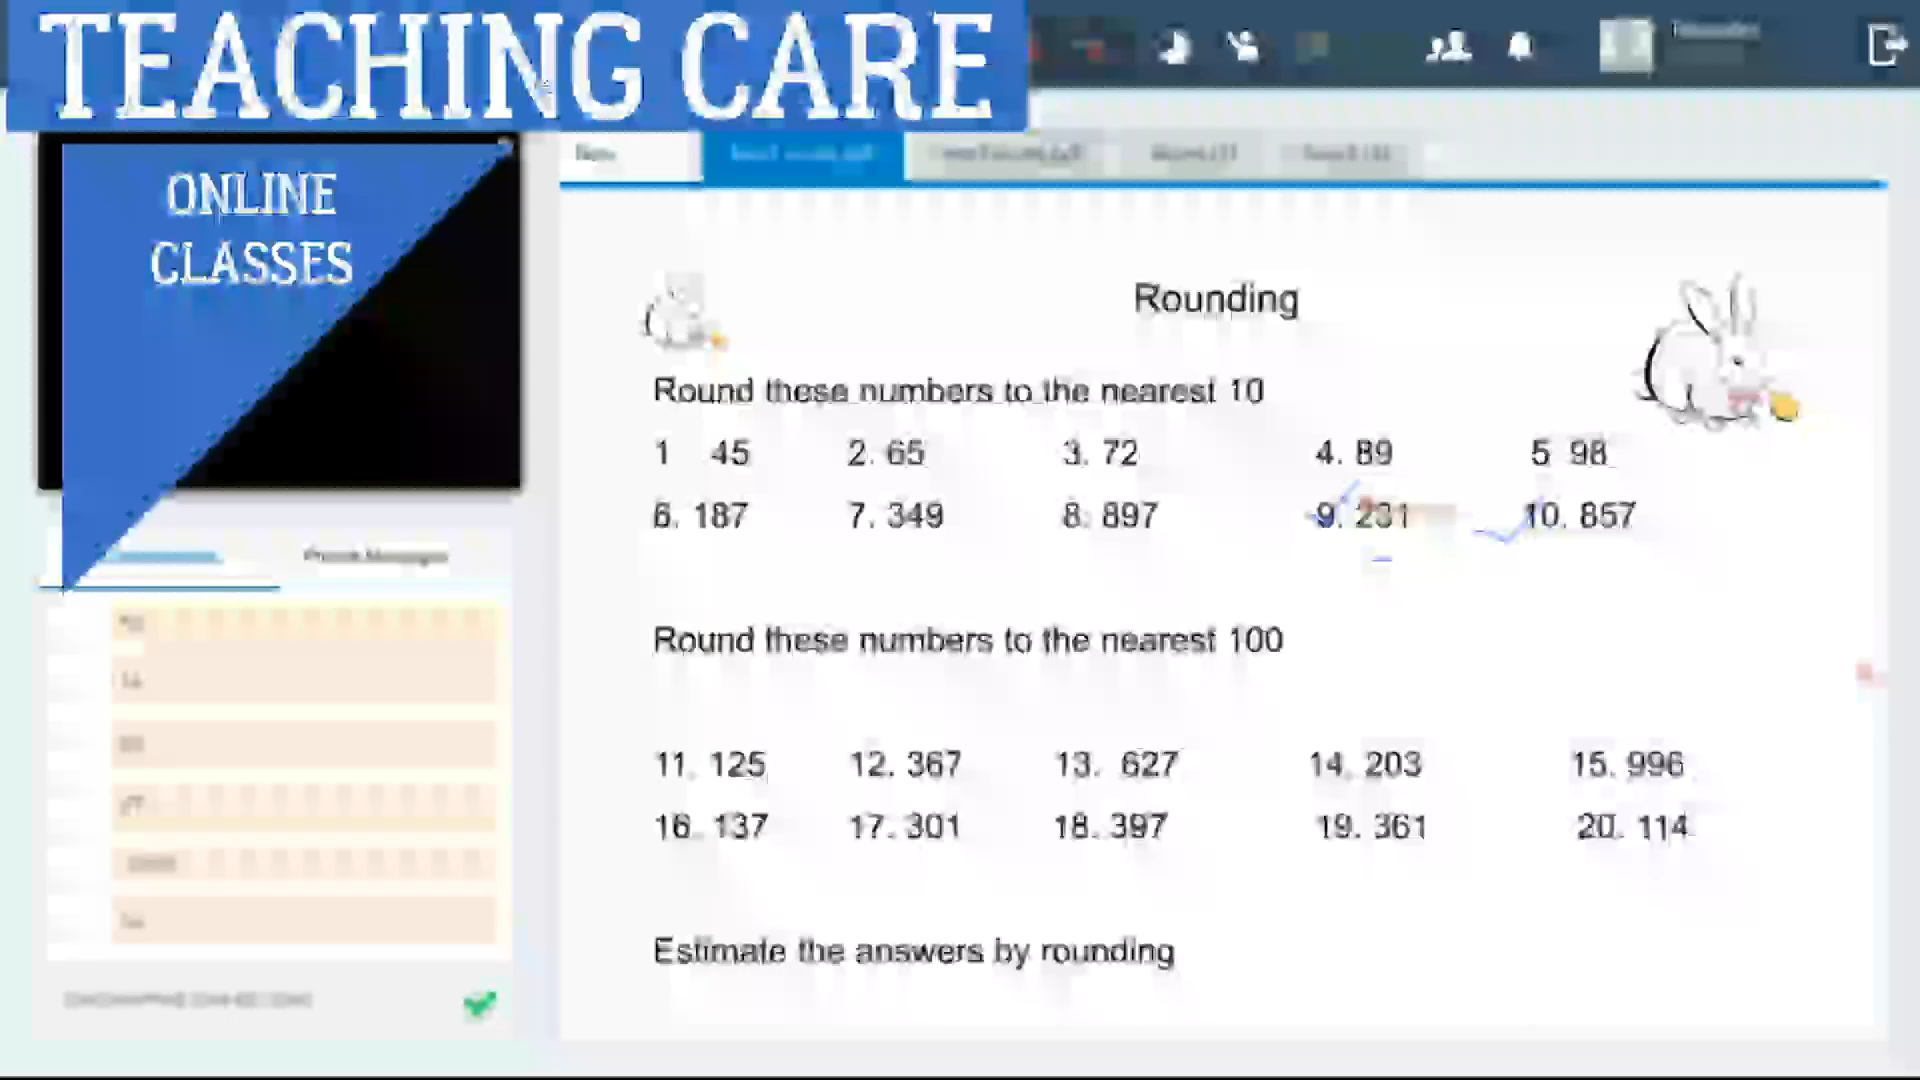 TEACHING CARE
ONLINE
CLASSES
Rounding
Round these numbers to the nearest 10
1 45 2. 65 3. 72 4. 89 5 98
6. 187 7. 349 8. 897 9. 231 10. 857
Round these numbers to the nearest 100
11. 125 12. 367 13. 627 14. 203 15. 996
16. 137 17. 301 18. 397 19. 361 20. 114
Estimate the answers by rounding